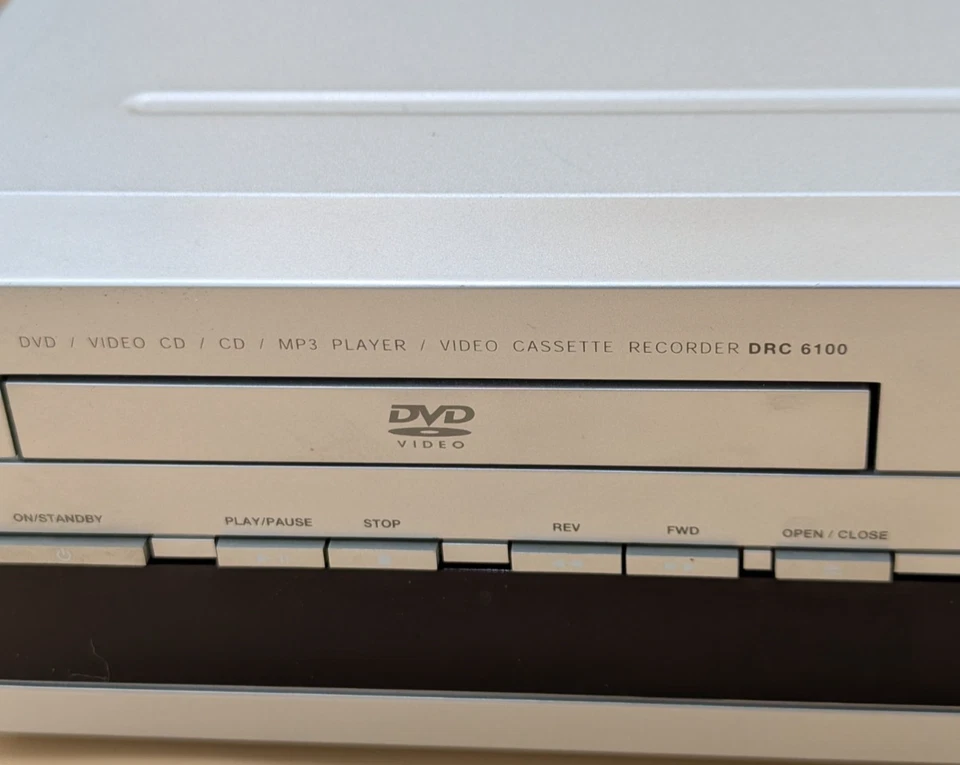 DVD / VIDEO CD / CD / MP3 PLAYER / VIDEO CASSETTE RECORDER DRC 6100
DVD
VIDEO
ON/STANDBY PLAY/PAUSE STOP REV FWD OPEN / CLOSE